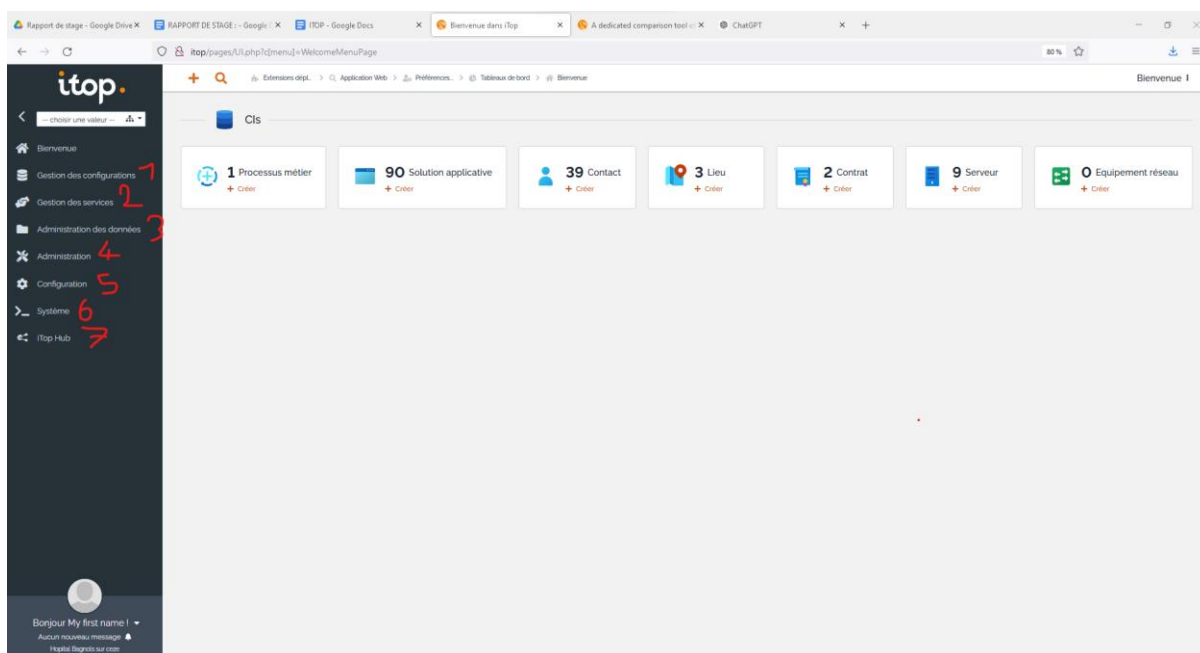 Rapport de stage - Google Drive
RAPPORT DE STAGE : - Google
ITOP - Google Docs
Bienvenue dans iTop
A dedicated comparison tool
ChatGPT
itop/pages/UI.php?c[menu]=WelcomeMenuPage
80 %
itop
Extensions dépl.. > Application Web > Préférences.. > Tableaux de bord > Bienvenue
Bienvenue
-- choisir une valeur --
CIs
Bienvenue
Gestion des configurations 1
Gestion des services 2
Administration des données 3
Administration 4
Configuration 5
Système 6
iTop Hub 7
1 Processus métier
+ Créer
90 Solution applicative
+ Créer
39 Contact
+ Créer
3 Lieu
+ Créer
2 Contrat
+ Créer
9 Serveur
+ Créer
0 Equipement réseau
+ Créer
Bonjour My first name !
Aucun nouveau message
Hopital Bagnols sur ceze